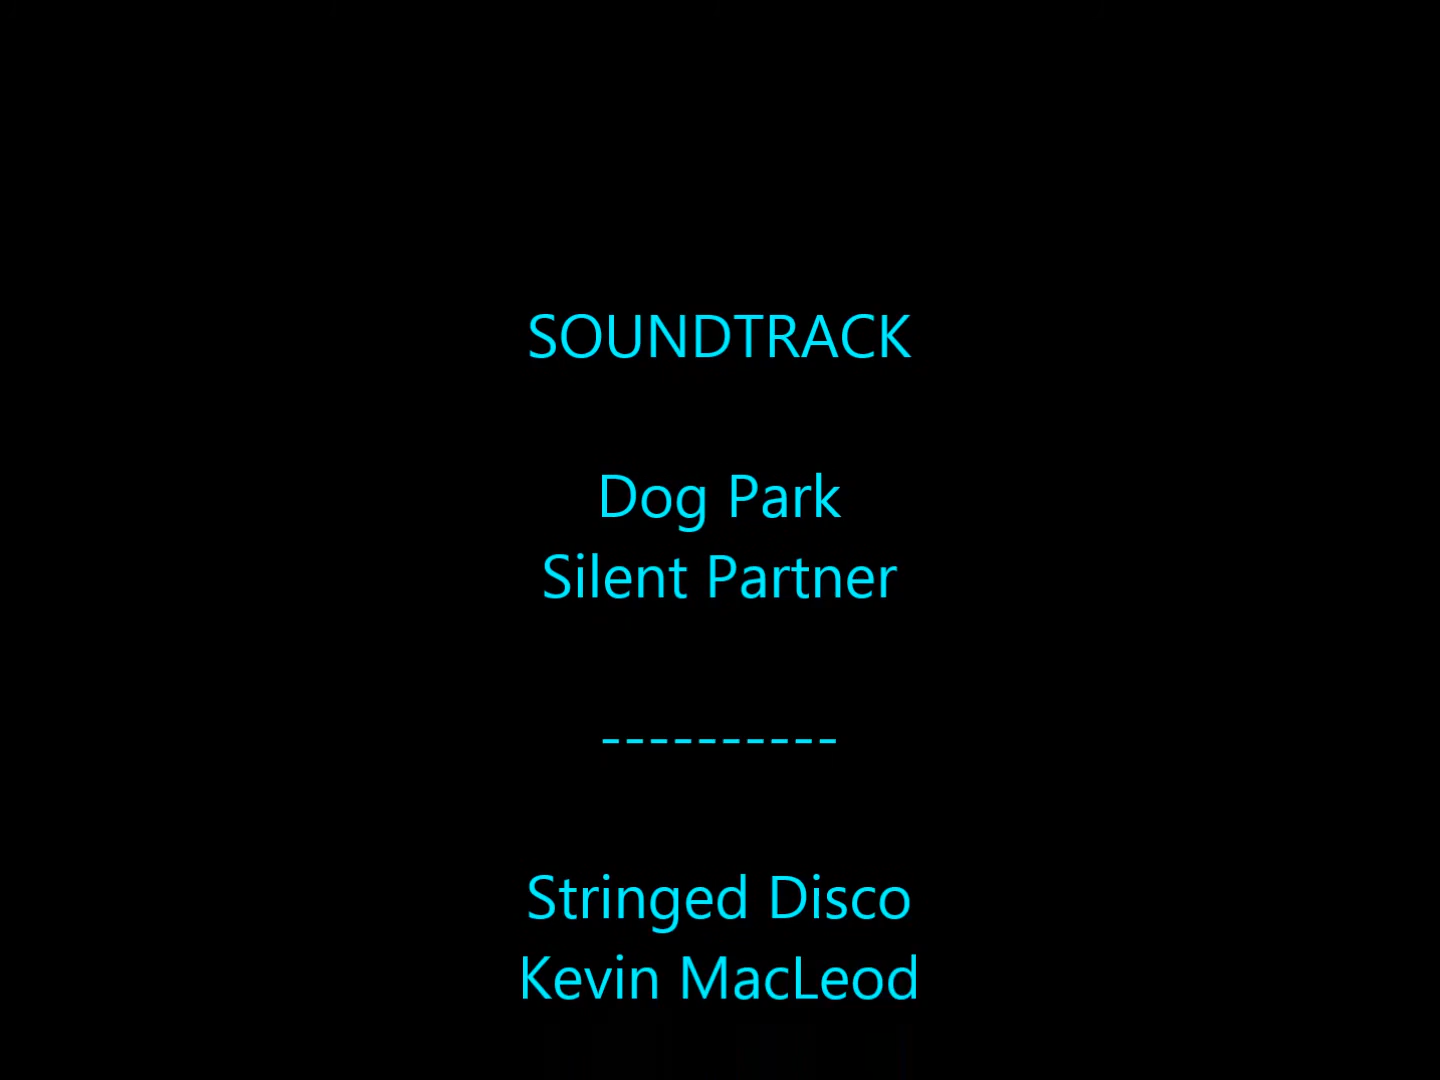 SOUNDTRACK
Dog Park
Silent Partner
----------
Stringed Disco
Kevin MacLeod